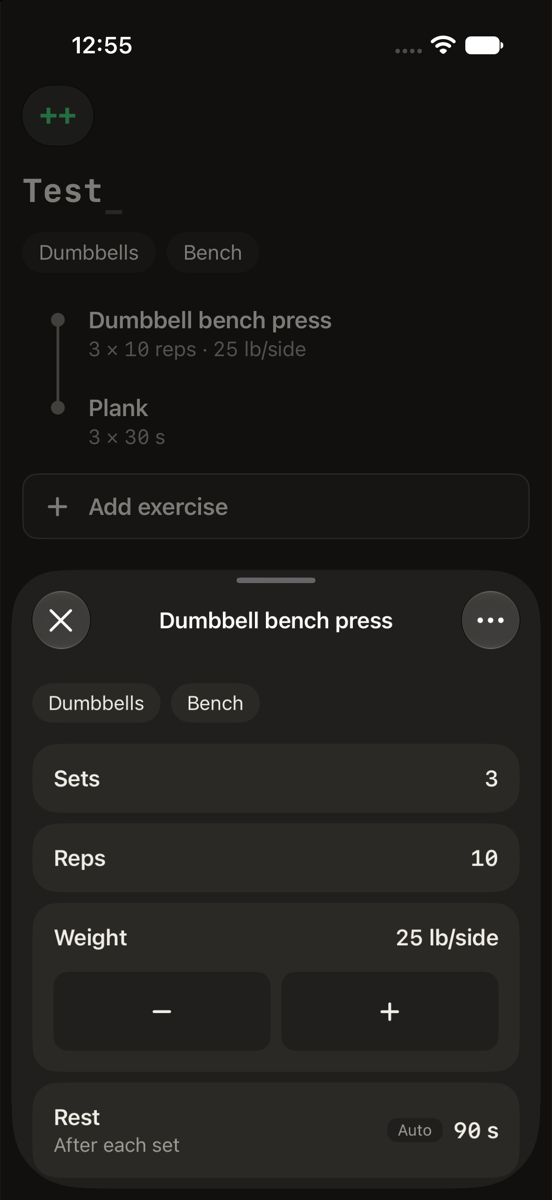 12:55
++
Test_
Dumbbells Bench
Dumbbell bench press
3 × 10 reps · 25 lb/side
Plank
3 × 30 s
+ Add exercise
Dumbbell bench press
Dumbbells Bench
Sets 3
Reps 10
Weight 25 lb/side
− +
Rest Auto 90 s
After each set